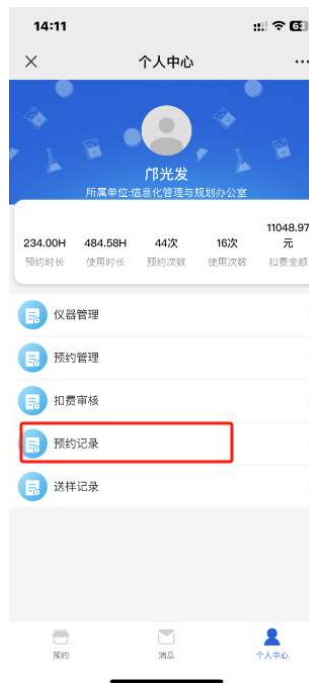 14:11
63
个人中心
邝光发
所属单位:信息化管理与规划办公室
234.00H 484.58H 44次 16次 11048.97元
预约时长 使用时长 预约次数 使用次数 扣费金额
仪器管理
预约管理
扣费审核
预约记录
送样记录
预约 消息 个人中心